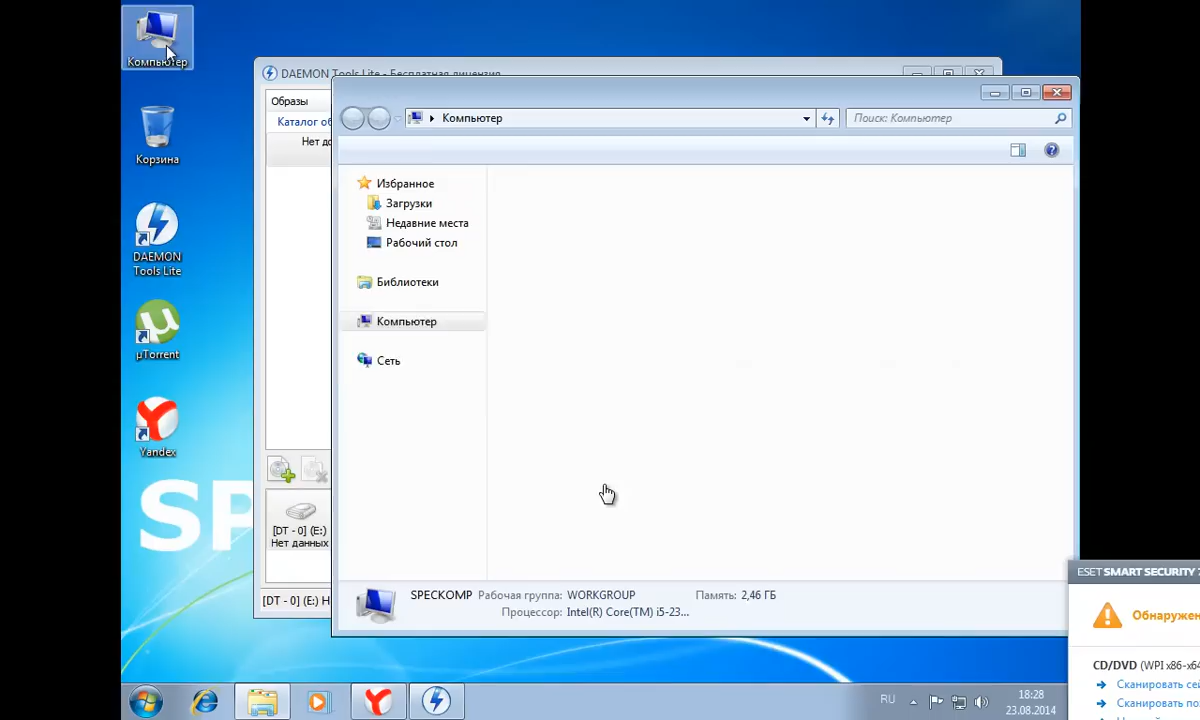 Компьютер
Корзина
DAEMON
Tools Lite
µTorrent
Yandex
SP
DAEMON Tools Lite - Бесплатная лицензия
Образы
Каталог об
Нет до
[DT - 0] (E:)
Нет данных
[DT - 0] (E:) Н
Компьютер
Поиск: Компьютер
Избранное
Загрузки
Недавние места
Рабочий стол
Библиотеки
Компьютер
Сеть
SPECKOMP Рабочая группа: WORKGROUP Память: 2,46 ГБ
Процессор: Intel(R) Core(TM) i5-23...
ESET SMART SECURITY 7
Обнаружен
CD/DVD (WPI x86-x64
Сканировать сей
Сканировать по
RU
18:28
23.08.2014